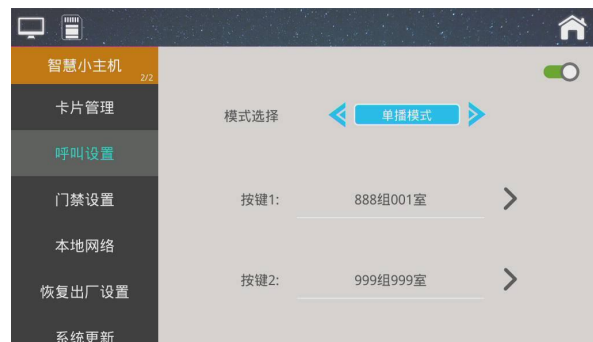 智慧小主机
2/2
卡片管理
呼叫设置
门禁设置
本地网络
恢复出厂设置
系统更新
模式选择
单播模式
按键1:
888组001室
按键2:
999组999室